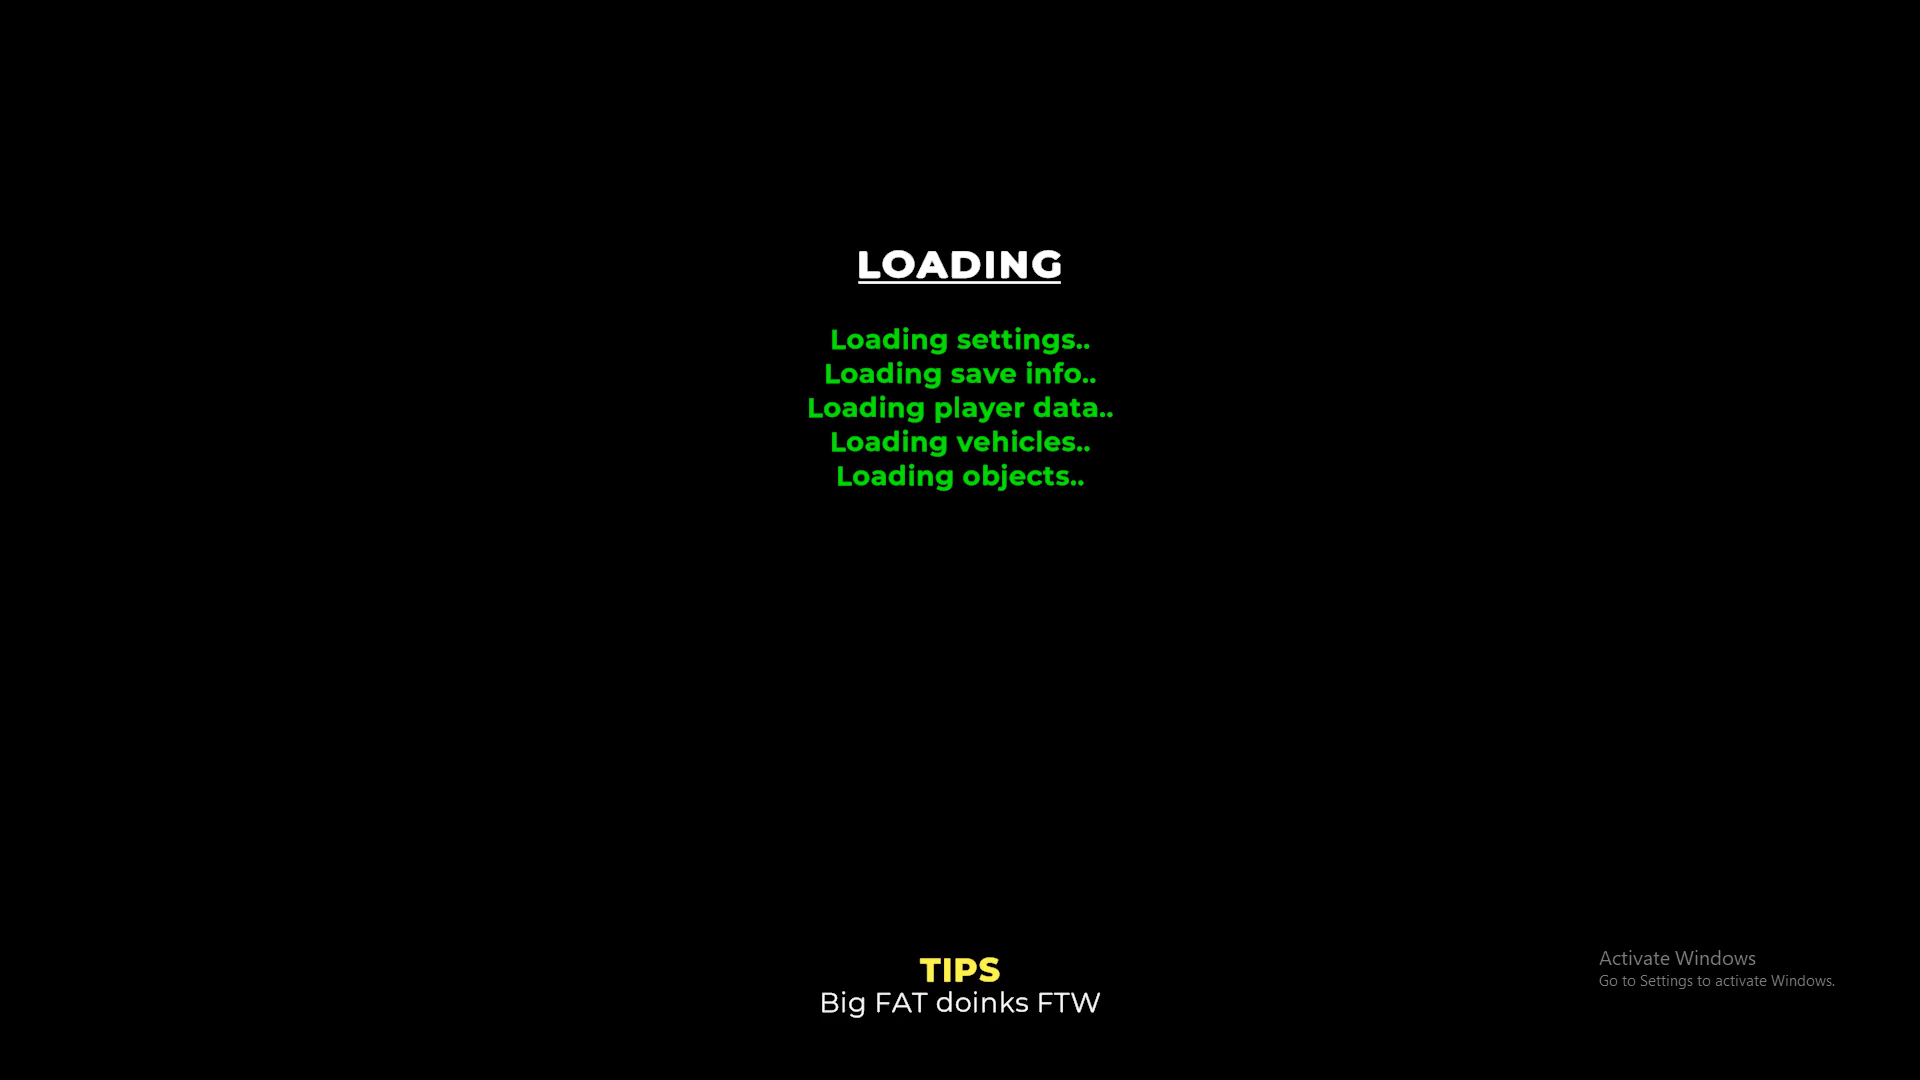 LOADING
Loading settings..
Loading save info..
Loading player data..
Loading vehicles..
Loading objects..
TIPS
Big FAT doinks FTW
Activate Windows
Go to Settings to activate Windows.